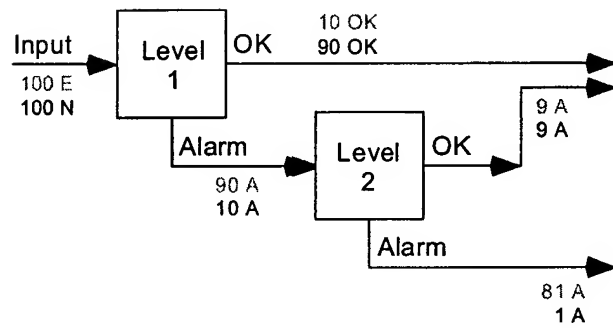 Input
100 E
100 N
Level
1
OK
10 OK
90 OK
Alarm
90 A
10 A
Level
2
OK
9 A
9 A
Alarm
81 A
1 A